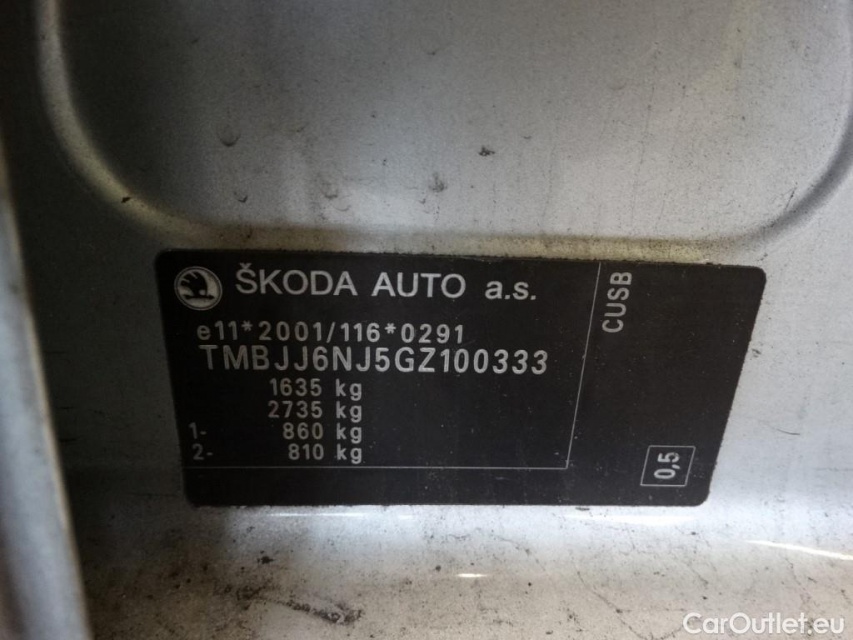 ŠKODA AUTO a.s.
e11*2001/116*0291
TMBJJ6NJ5GZ100333
1635 kg
2735 kg
1- 860 kg
2- 810 kg
CUSB
0,5
CarOutlet.eu